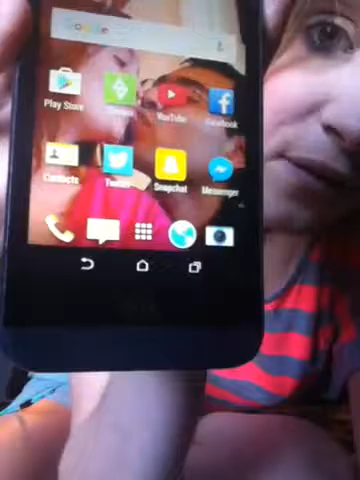 Google
Play Store
YouTube
Facebook
Contacts
Twitter
Snapchat
Messenger